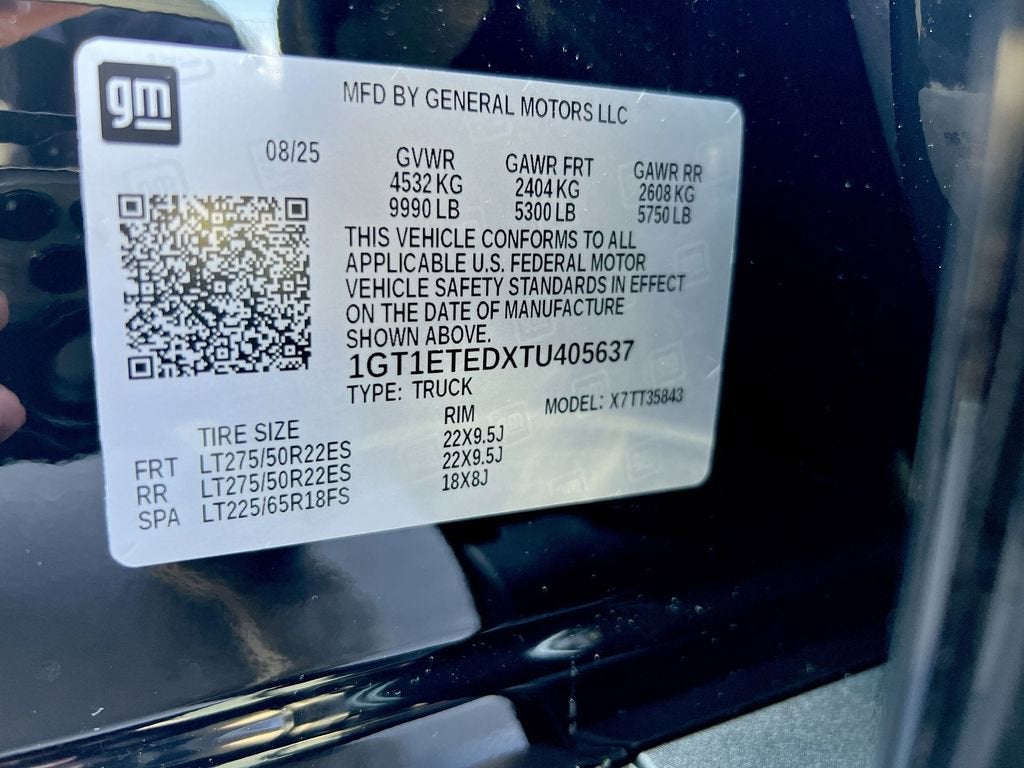 gm
MFD BY GENERAL MOTORS LLC
08/25
GVWR GAWR FRT GAWR RR
4532 KG 2404 KG 2608 KG
9990 LB 5300 LB 5750 LB
THIS VEHICLE CONFORMS TO ALL
APPLICABLE U.S. FEDERAL MOTOR
VEHICLE SAFETY STANDARDS IN EFFECT
ON THE DATE OF MANUFACTURE
SHOWN ABOVE.
1GT1ETEDXTU405637
TYPE: TRUCK
MODEL: X7TT35843
TIRE SIZE RIM
FRT LT275/50R22ES 22X9.5J
RR LT275/50R22ES 22X9.5J
SPA LT225/65R18FS 18X8J